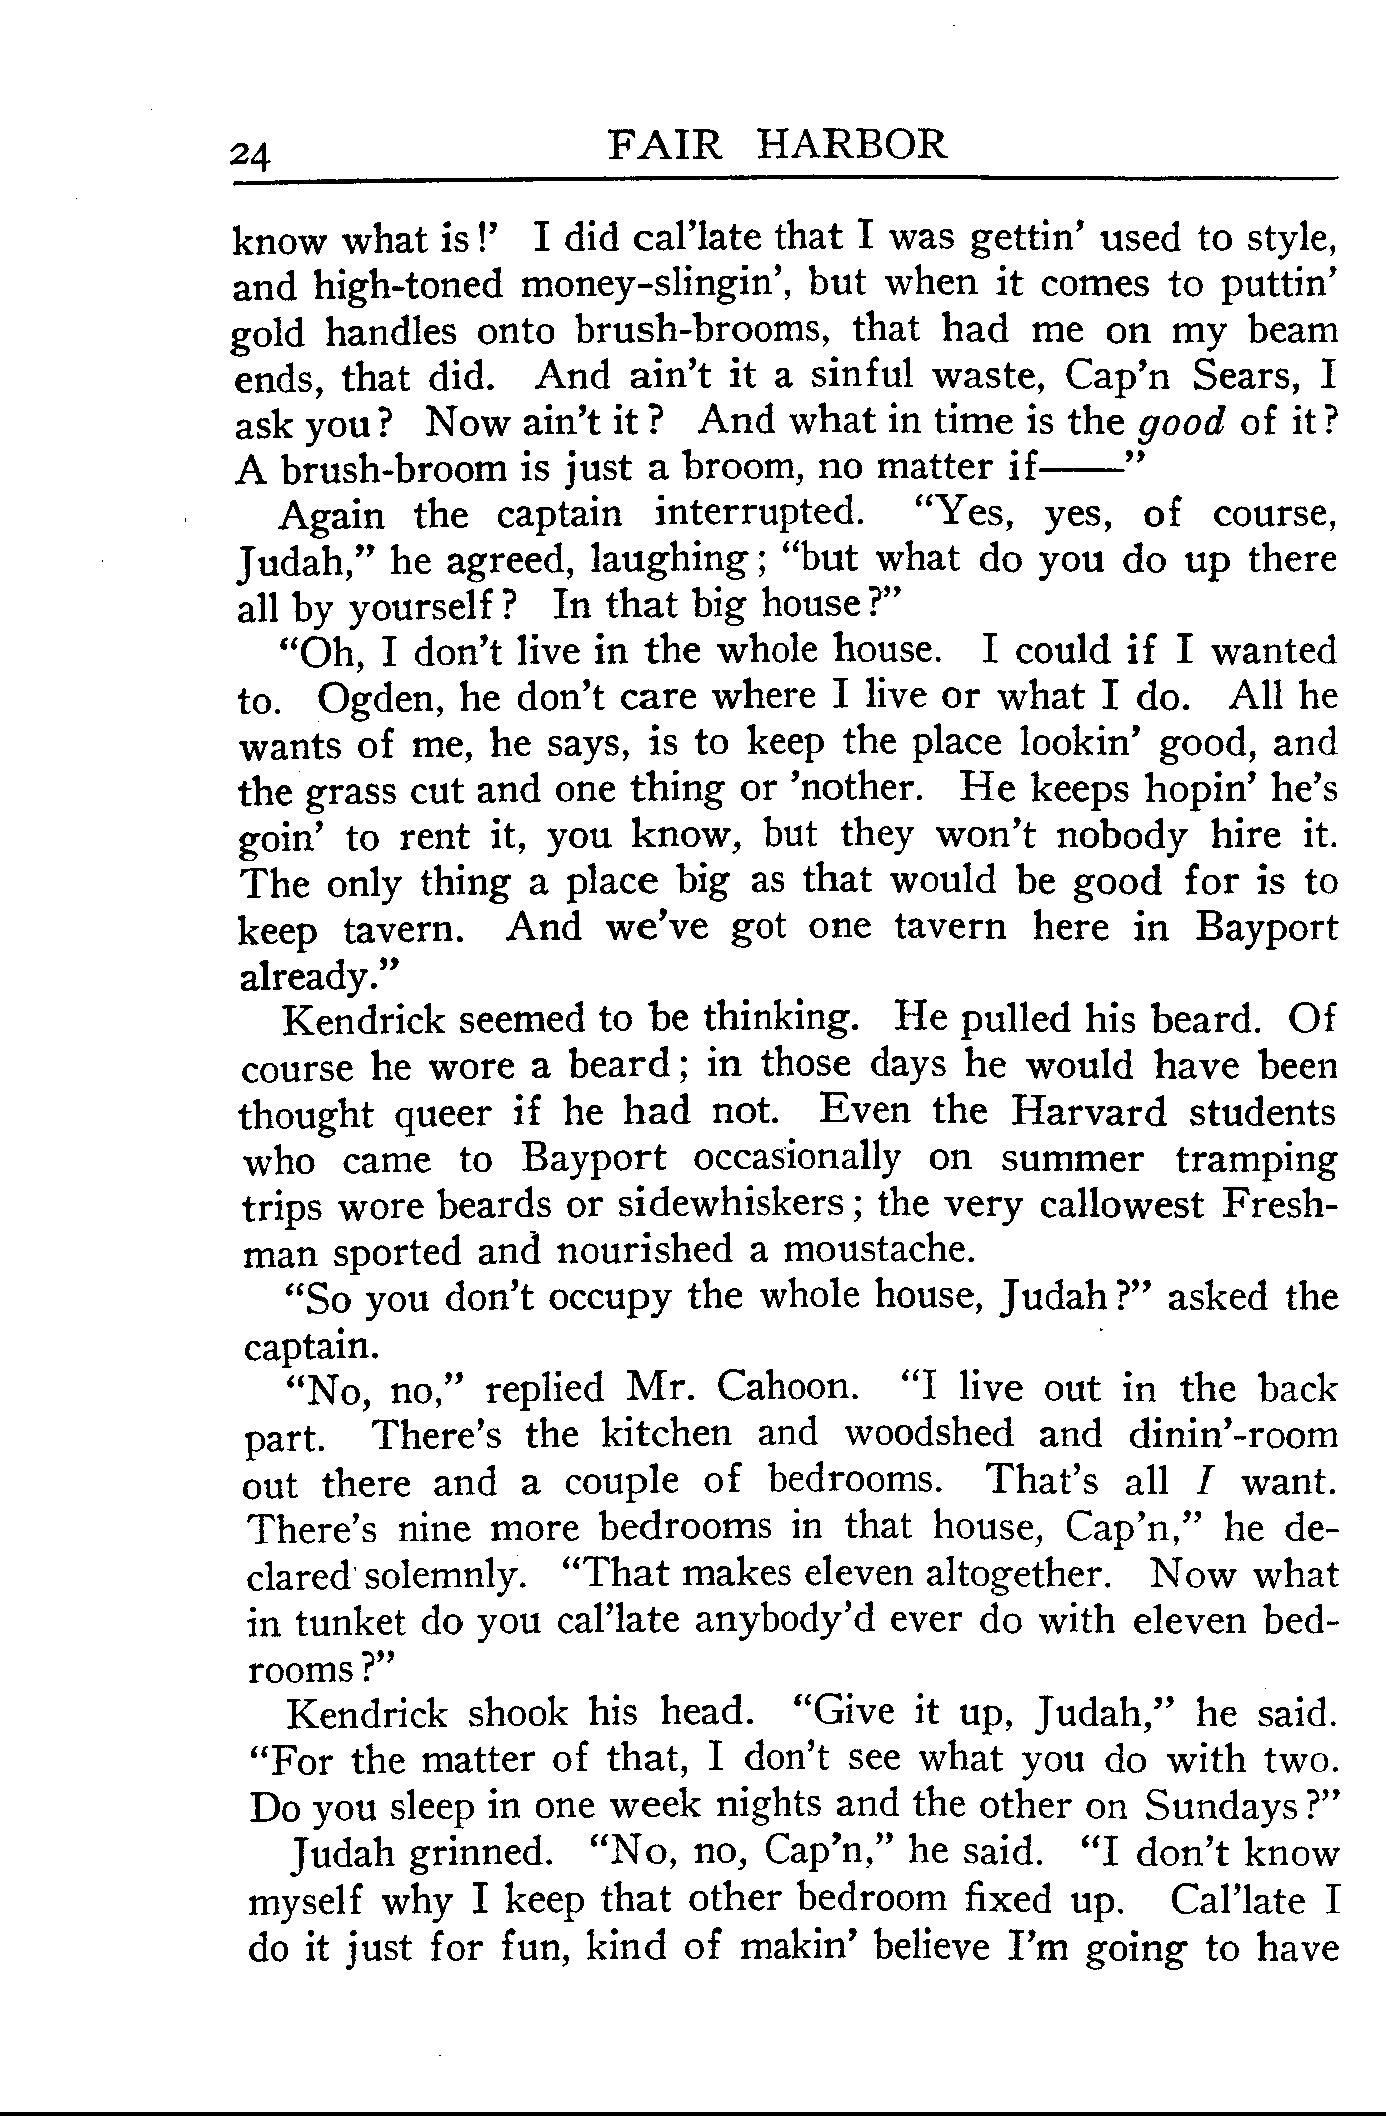 24 FAIR HARBOR
know what is!' I did cal'late that I was gettin' used to style,
and high-toned money-slingin', but when it comes to puttin'
gold handles onto brush-brooms, that had me on my beam
ends, that did. And ain't it a sinful waste, Cap'n Sears, I
ask you? Now ain't it? And what in time is the good of it?
A brush-broom is just a broom, no matter if——"
Again the captain interrupted. "Yes, yes, of course,
Judah," he agreed, laughing; "but what do you do up there
all by yourself? In that big house?"
"Oh, I don't live in the whole house. I could if I wanted
to. Ogden, he don't care where I live or what I do. All he
wants of me, he says, is to keep the place lookin' good, and
the grass cut and one thing or 'nother. He keeps hopin' he's
goin' to rent it, you know, but they won't nobody hire it.
The only thing a place big as that would be good for is to
keep tavern. And we've got one tavern here in Bayport
already."
Kendrick seemed to be thinking. He pulled his beard. Of
course he wore a beard; in those days he would have been
thought queer if he had not. Even the Harvard students
who came to Bayport occasionally on summer tramping
trips wore beards or sidewhiskers; the very callowest Fresh-
man sported and nourished a moustache.
"So you don't occupy the whole house, Judah?" asked the
captain.
"No, no," replied Mr. Cahoon. "I live out in the back
part. There's the kitchen and woodshed and dinin'-room
out there and a couple of bedrooms. That's all I want.
There's nine more bedrooms in that house, Cap'n," he de-
clared solemnly. "That makes eleven altogether. Now what
in tunket do you cal'late anybody'd ever do with eleven bed-
rooms?"
Kendrick shook his head. "Give it up, Judah," he said.
"For the matter of that, I don't see what you do with two.
Do you sleep in one week nights and the other on Sundays?"
Judah grinned. "No, no, Cap'n," he said. "I don't know
myself why I keep that other bedroom fixed up. Cal'late I
do it just for fun, kind of makin' believe I'm going to have